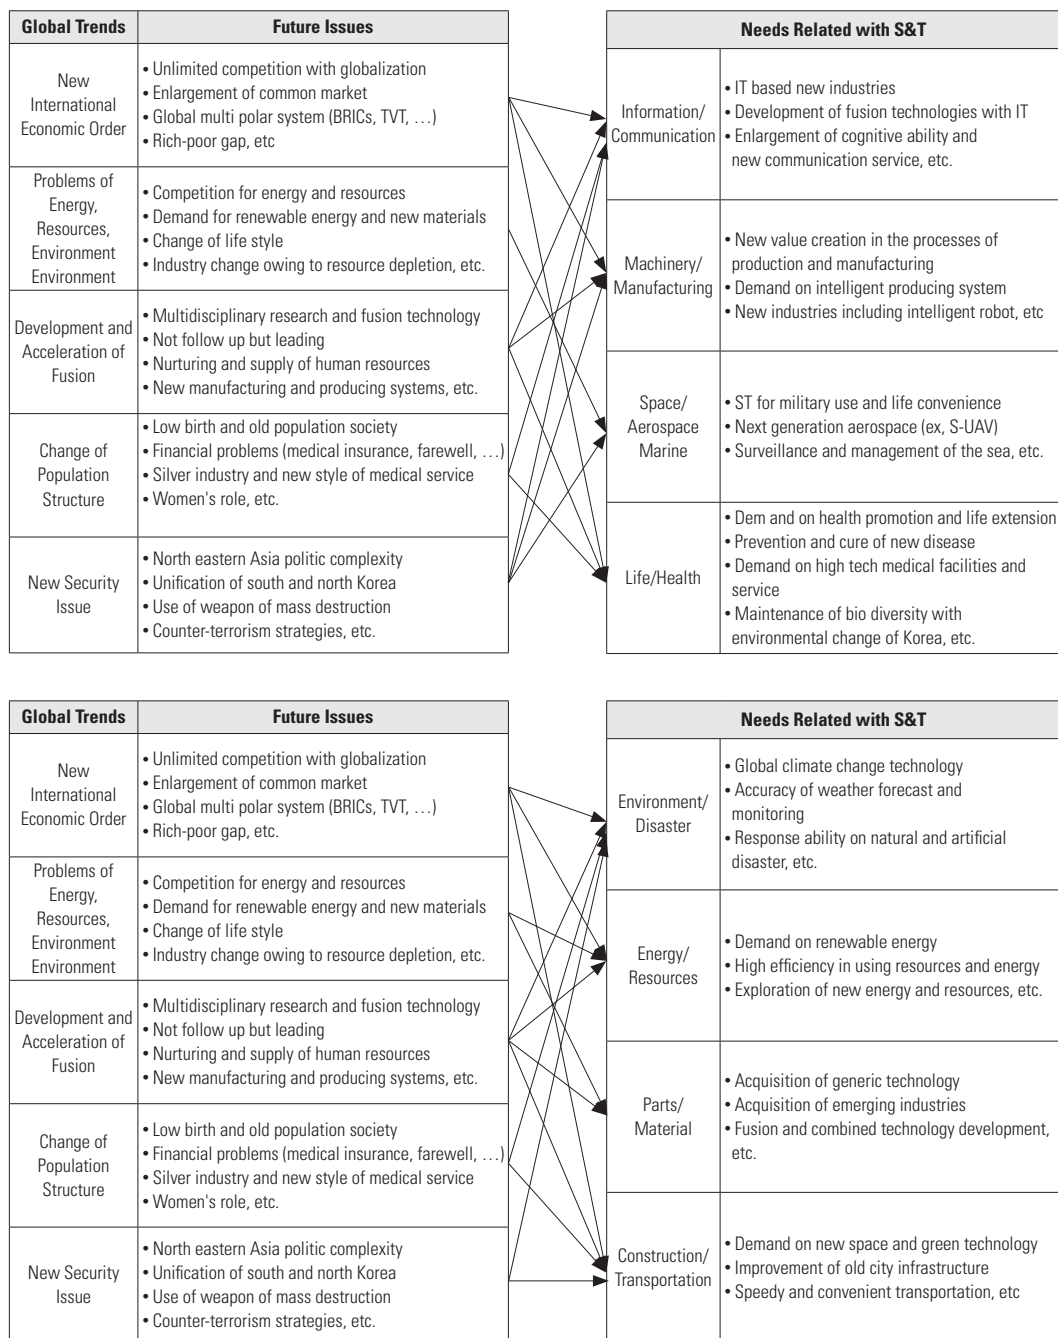 Global Trends
Future Issues
New
International
Economic Order
• Unlimited competition with globalization
• Enlargement of common market
• Global multi polar system (BRICs, TVT, …)
• Rich-poor gap, etc
Problems of
Energy,
Resources,
Environment
Environment
• Competition for energy and resources
• Demand for renewable energy and new materials
• Change of life style
• Industry change owing to resource depletion, etc.
Development and
Acceleration of
Fusion
• Multidisciplinary research and fusion technology
• Not follow up but leading
• Nurturing and supply of human resources
• New manufacturing and producing systems, etc.
Change of
Population
Structure
• Low birth and old population society
• Financial problems (medical insurance, farewell, …)
• Silver industry and new style of medical service
• Women's role, etc.
New Security
Issue
• North eastern Asia politic complexity
• Unification of south and north Korea
• Use of weapon of mass destruction
• Counter-terrorism strategies, etc.
Needs Related with S&T
Information/
Communication
• IT based new industries
• Development of fusion technologies with IT
• Enlargement of cognitive ability and
new communication service, etc.
Machinery/
Manufacturing
• New value creation in the processes of
production and manufacturing
• Demand on intelligent producing system
• New industries including intelligent robot, etc
Space/
Aerospace
Marine
• ST for military use and life convenience
• Next generation aerospace (ex, S-UAV)
• Surveillance and management of the sea, etc.
Life/Health
• Dem and on health promotion and life extension
• Prevention and cure of new disease
• Demand on high tech medical facilities and
service
• Maintenance of bio diversity with
environmental change of Korea, etc.
Global Trends
Future Issues
New
International
Economic Order
• Unlimited competition with globalization
• Enlargement of common market
• Global multi polar system (BRICs, TVT, …)
• Rich-poor gap, etc.
Problems of
Energy,
Resources,
Environment
Environment
• Competition for energy and resources
• Demand for renewable energy and new materials
• Change of life style
• Industry change owing to resource depletion, etc.
Development and
Acceleration of
Fusion
• Multidisciplinary research and fusion technology
• Not follow up but leading
• Nurturing and supply of human resources
• New manufacturing and producing systems, etc.
Change of
Population
Structure
• Low birth and old population society
• Financial problems (medical insurance, farewell, …)
• Silver industry and new style of medical service
• Women's role, etc.
New Security
Issue
• North eastern Asia politic complexity
• Unification of south and north Korea
• Use of weapon of mass destruction
• Counter-terrorism strategies, etc.
Needs Related with S&T
Environment/
Disaster
• Global climate change technology
• Accuracy of weather forecast and
monitoring
• Response ability on natural and artificial
disaster, etc.
Energy/
Resources
• Demand on renewable energy
• High efficiency in using resources and energy
• Exploration of new energy and resources, etc.
Parts/
Material
• Acquisition of generic technology
• Acquisition of emerging industries
• Fusion and combined technology development,
etc.
Construction/
Transportation
• Demand on new space and green technology
• Improvement of old city infrastructure
• Speedy and convenient transportation, etc